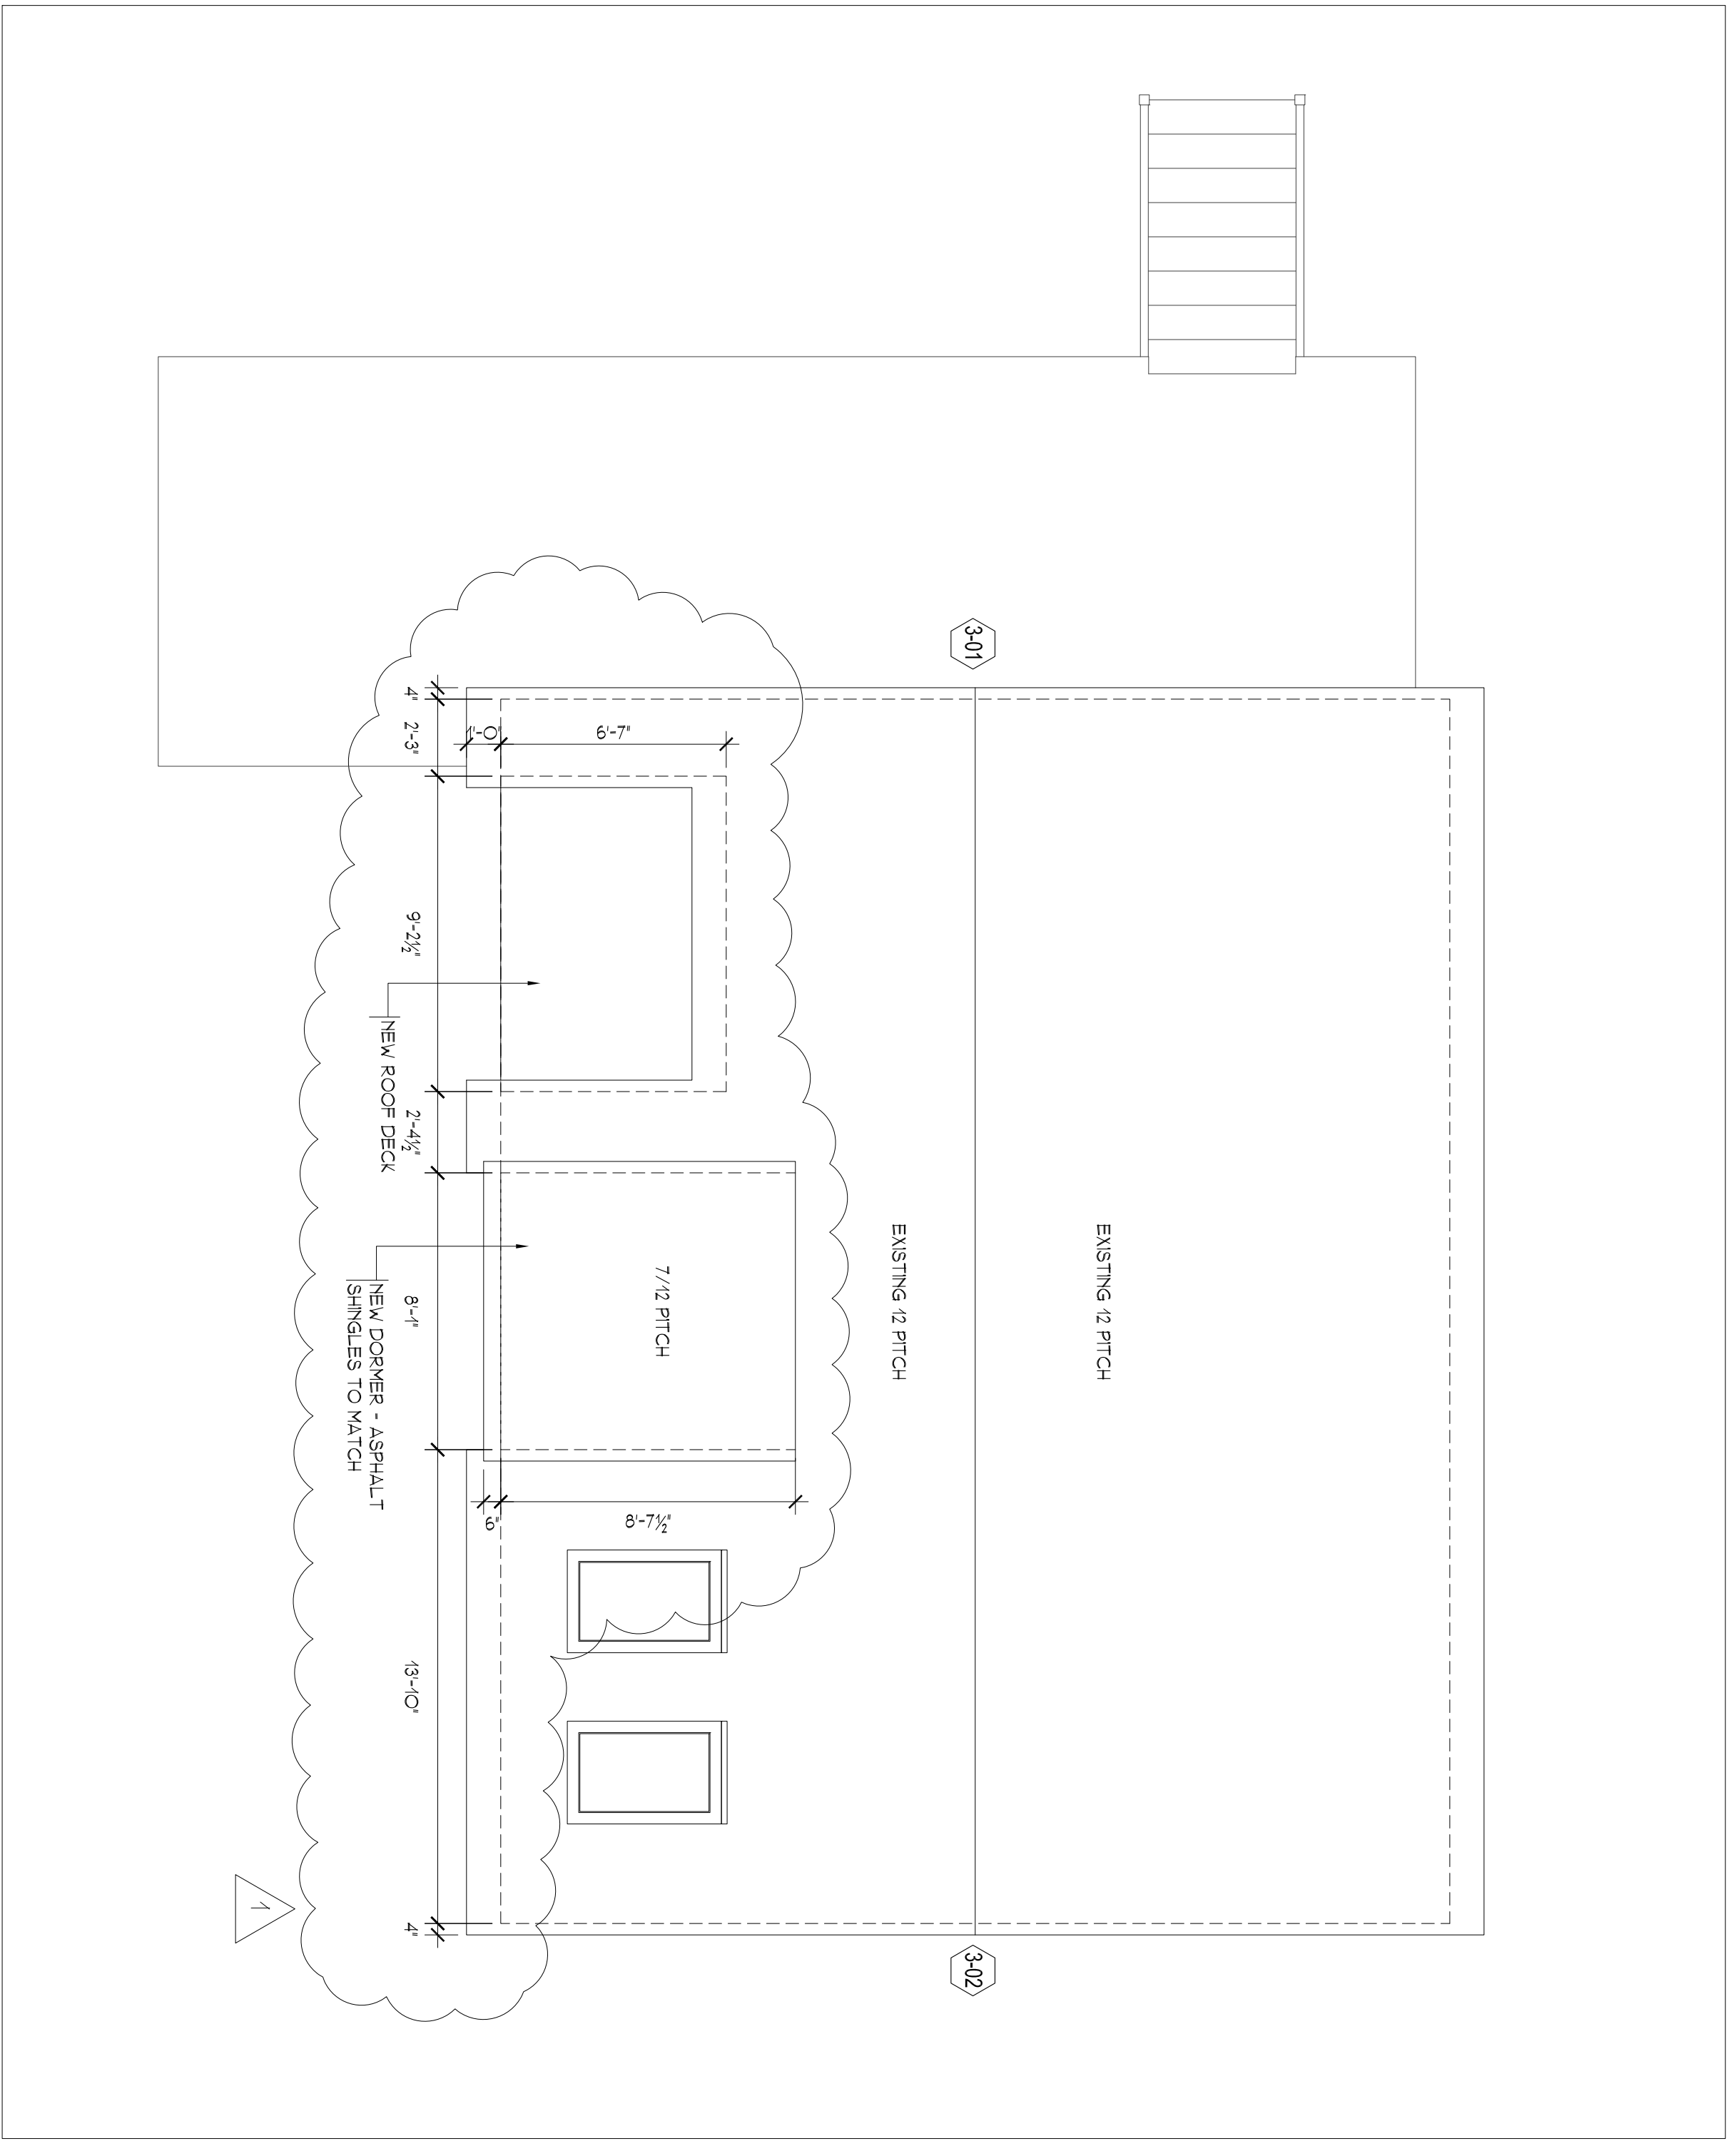 3-01
3-02
EXISTING 12 PITCH
EXISTING 12 PITCH
7/12 PITCH
6'-7"
1'-0"
8'-7½"
6"
4"
2'-3"
9'-2½"
2'-4½"
8'-1"
13'-10"
4"
NEW ROOF DECK
NEW DORMER - ASPHALT
SHINGLES TO MATCH
1